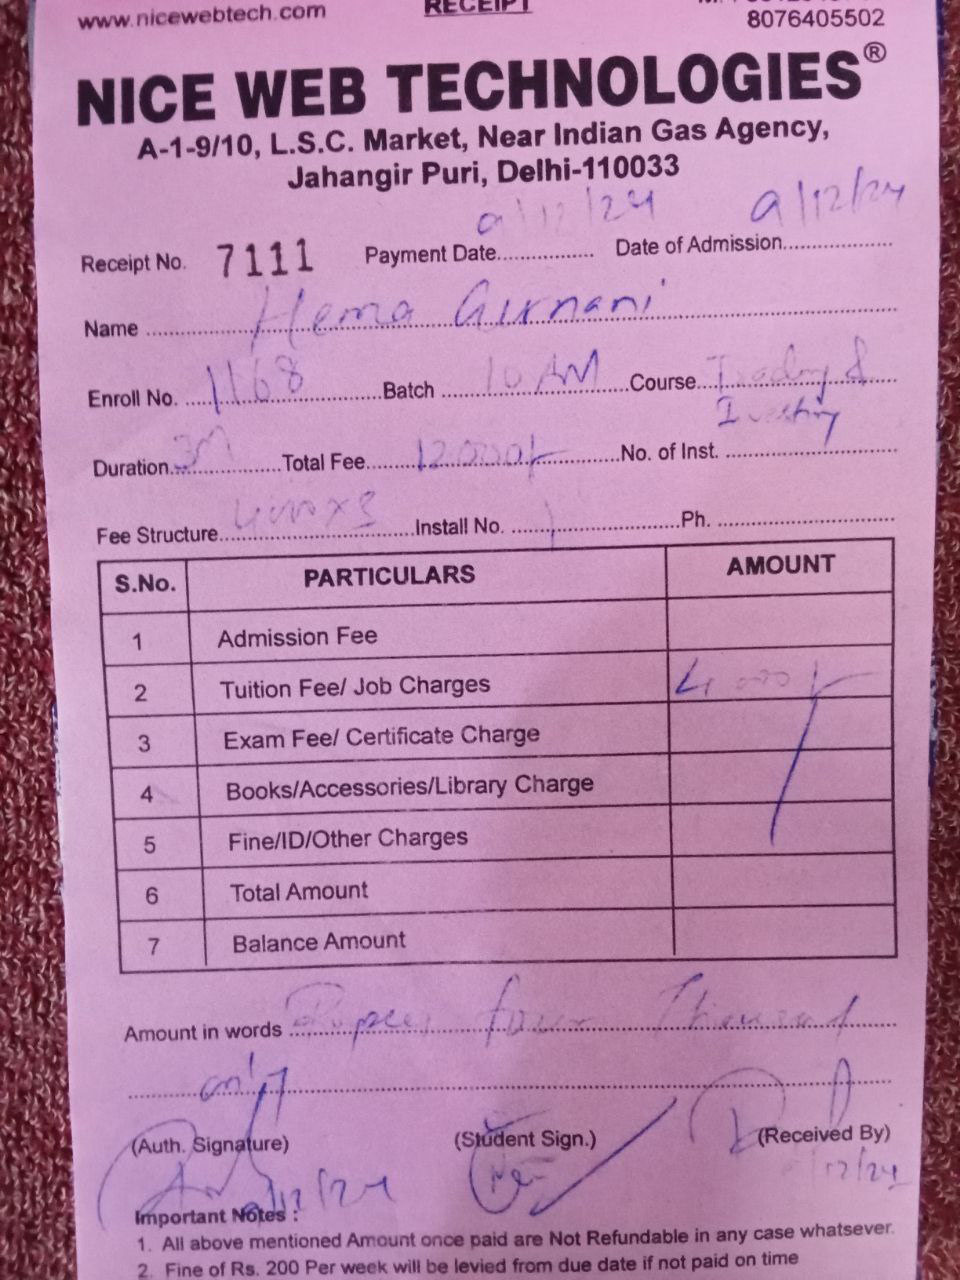 www.nicewebtech.com RECEIPT
8076405502
NICE WEB TECHNOLOGIES®
A-1-9/10, L.S.C. Market, Near Indian Gas Agency,
Jahangir Puri, Delhi-110033
Receipt No. 7111 Payment Date 9/12/24 Date of Admission 9/12/24
Name Hema Gurnani
Enroll No. 1168 Batch 10 AM Course Trading &
Investing
Duration 3M Total Fee 12000/- No. of Inst.
Fee Structure 4000x3 Install No. 1 Ph.
S.No. PARTICULARS AMOUNT
1 Admission Fee
2 Tuition Fee/ Job Charges 4000/-
3 Exam Fee/ Certificate Charge
4 Books/Accessories/Library Charge
5 Fine/ID/Other Charges
6 Total Amount
7 Balance Amount
Amount in words Rupees four Thousand
only
(Auth. Signature) (Student Sign.) (Received By)
9/12/24 9/12/24
Important Notes :
1. All above mentioned Amount once paid are Not Refundable in any case whatsever.
2. Fine of Rs. 200 Per week will be levied from due date if not paid on time